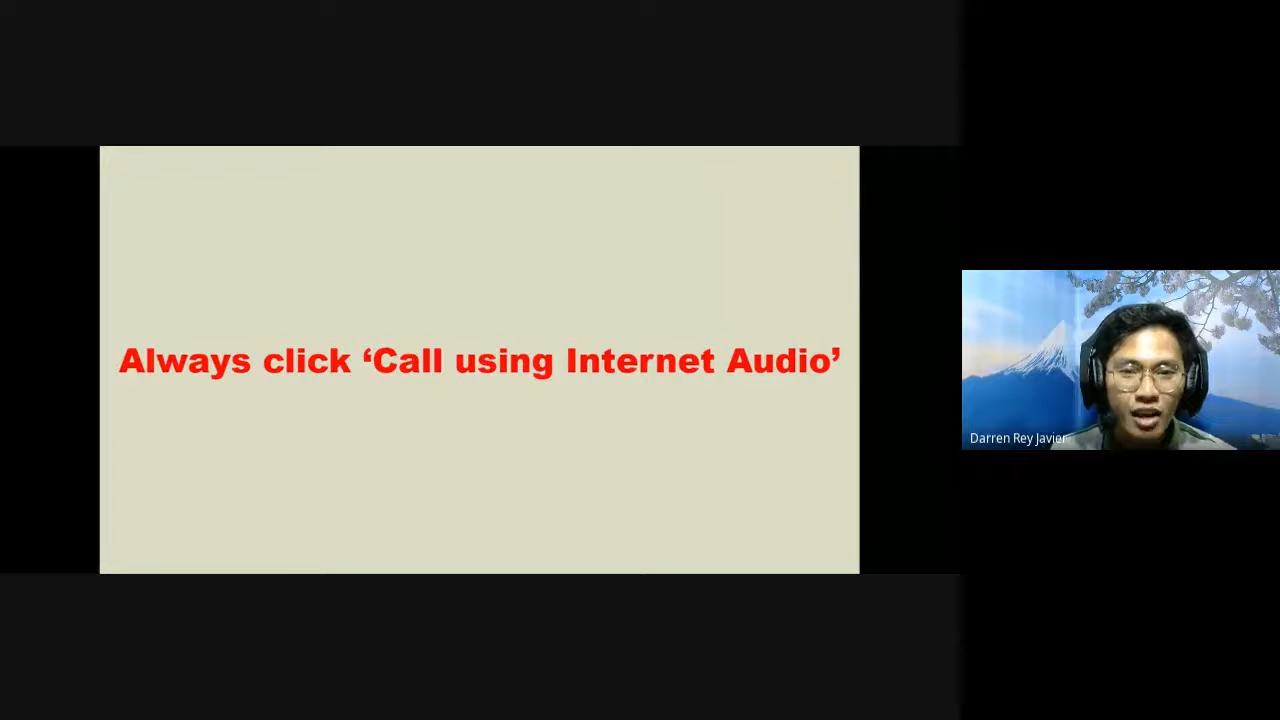 Always click ‘Call using Internet Audio’
Darren Rey Javier